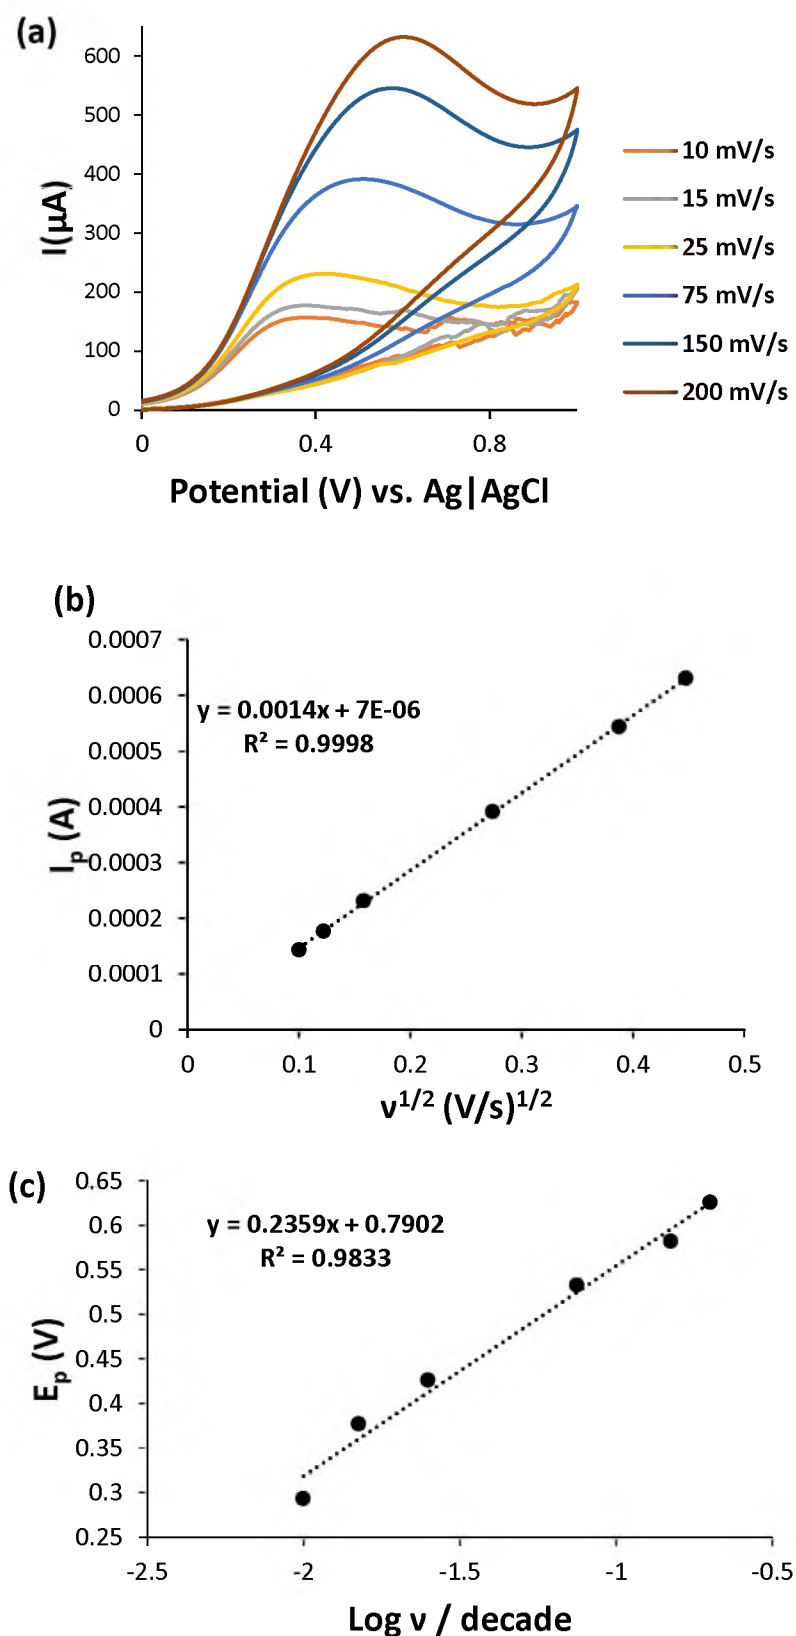 (a)
600
500
400
300
200
100
0
I(μA)
0 0.4 0.8
Potential (V) vs. Ag|AgCl
10 mV/s
15 mV/s
25 mV/s
75 mV/s
150 mV/s
200 mV/s
(b)
0.0007
0.0006
0.0005
0.0004
0.0003
0.0002
0.0001
0
y = 0.0014x + 7E-06
R² = 0.9998
Iₚ (A)
0 0.1 0.2 0.3 0.4 0.5
ν¹/² (V/s)¹/²
(c)
0.65
0.6
0.55
0.5
0.45
0.4
0.35
0.3
0.25
y = 0.2359x + 0.7902
R² = 0.9833
Eₚ (V)
-2.5 -2 -1.5 -1 -0.5
Log ν / decade